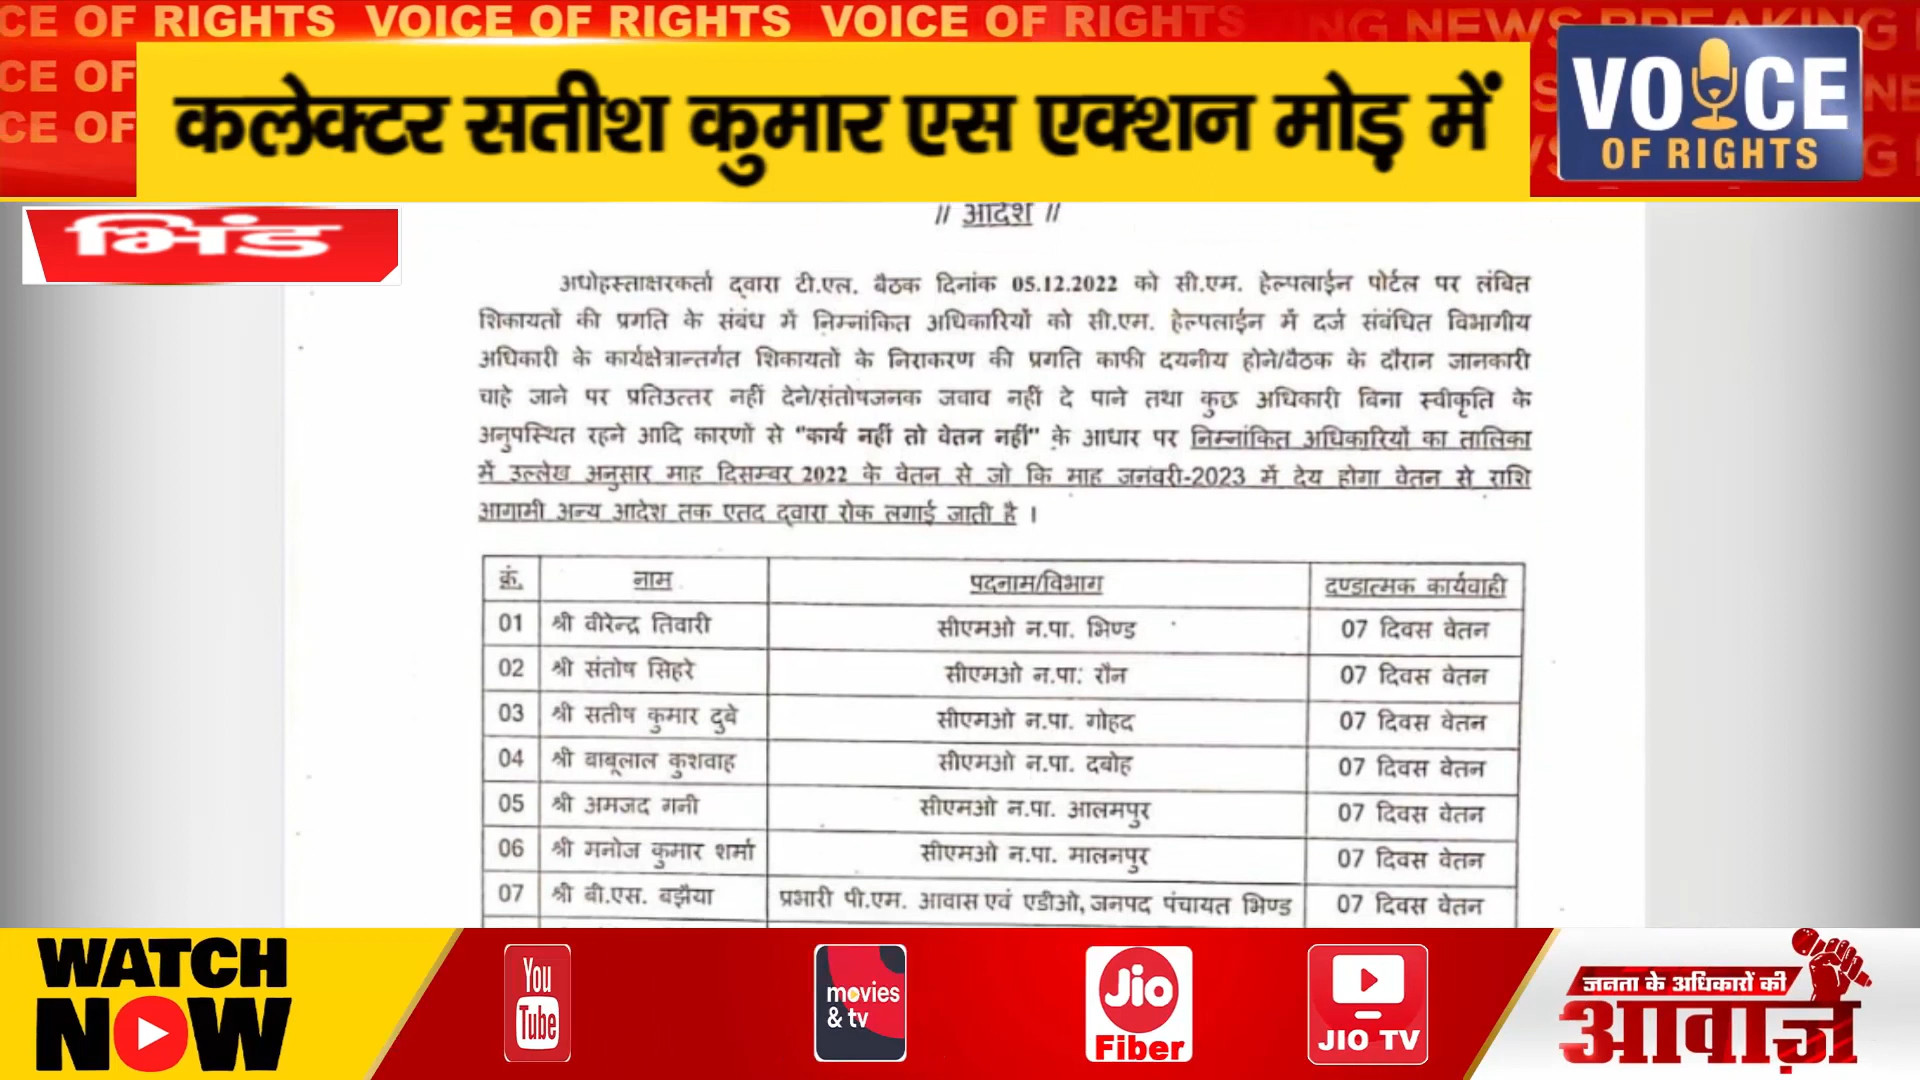 CE OF RIGHTS VOICE OF RIGHTS VOICE OF RIGHTS NG NEWS BREAKING
CE OF
CE OF
कलेक्टर सतीश कुमार एस एक्शन मोड़ में
VOICE
OF RIGHTS
भिंड
// आदेश //
अधोहस्ताक्षरकर्ता द्वारा टी.एल. बैठक दिनांक 05.12.2022 को सी.एम. हेल्पलाईन पोर्टल पर लंबित
शिकायतों की प्रगति के संबंध में निम्नांकित अधिकारियों को सी.एम. हेल्पलाईन में दर्ज संबंधित विभागीय
अधिकारी के कार्यक्षेत्रान्तर्गत शिकायतों के निराकरण की प्रगति काफी दयनीय होने/बैठक के दौरान जानकारी
चाहे जाने पर प्रतिउत्तर नहीं देने/संतोषजनक जवाव नहीं दे पाने तथा कुछ अधिकारी बिना स्वीकृति के
अनुपस्थित रहने आदि कारणों से "कार्य नहीं तो वेतन नहीं" के आधार पर निम्नांकित अधिकारियों का तालिका
में उल्लेख अनुसार माह दिसम्बर 2022 के वेतन से जो कि माह जनवरी-2023 में देय होगा वेतन से राशि
आगामी अन्य आदेश तक एतद द्वारा रोक लगाई जाती है ।
क्रं. नाम पदनाम/विभाग दण्डात्मक कार्यवाही
01 श्री वीरेन्द्र तिवारी सीएमओ न.पा. भिण्ड 07 दिवस वेतन
02 श्री संतोष सिहरे सीएमओ न.पा. रौन 07 दिवस वेतन
03 श्री सतीष कुमार दुबे सीएमओ न.पा. गोहद 07 दिवस वेतन
04 श्री बाबूलाल कुशवाह सीएमओ न.पा. दबोह 07 दिवस वेतन
05 श्री अमजद गनी सीएमओ न.पा. आलमपुर 07 दिवस वेतन
06 श्री मनोज कुमार शर्मा सीएमओ न.पा. मालनपुर 07 दिवस वेतन
07 श्री बी.एस. बझैया प्रभारी पी.एम. आवास एवं एडीओ, जनपद पंचायत भिण्ड 07 दिवस वेतन
WATCH
NOW
You
Tube
movies
& tv
Jio
Fiber
JIO TV
जनता के अधिकारों की
आवाज़